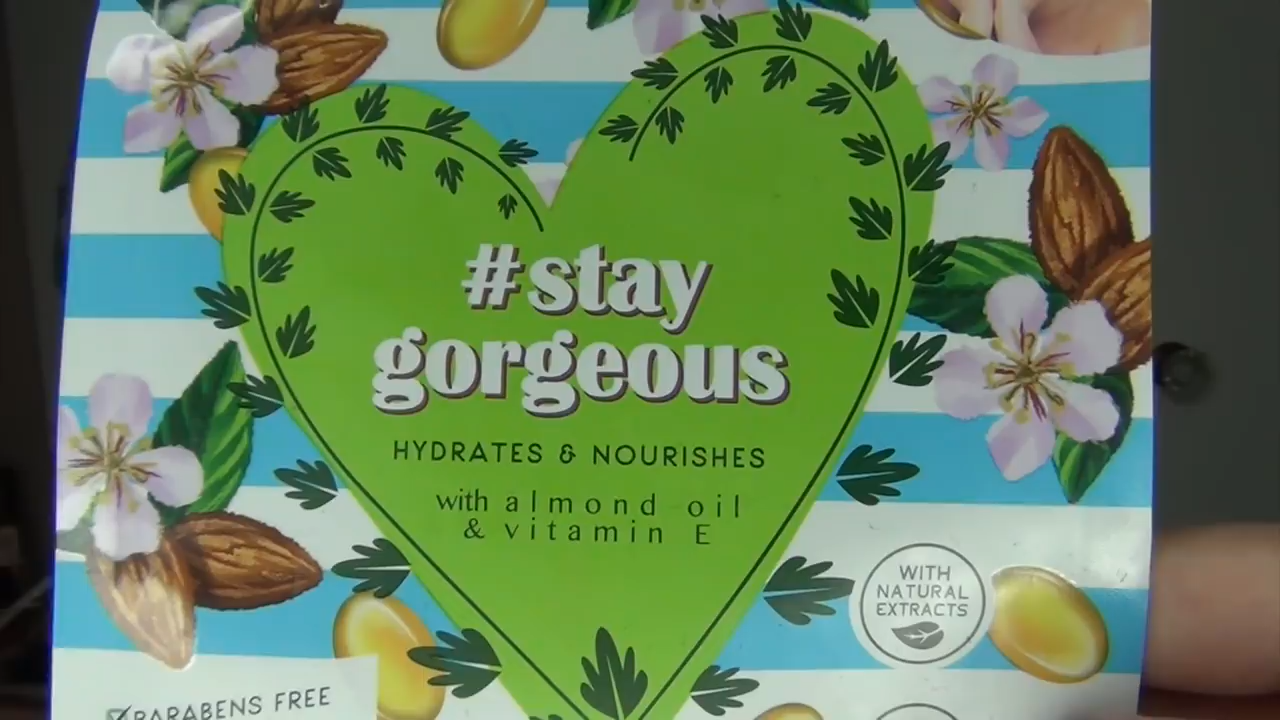 #stay
gorgeous
HYDRATES & NOURISHES
with almond oil
& vitamin E
WITH
NATURAL
EXTRACTS
PARABENS FREE